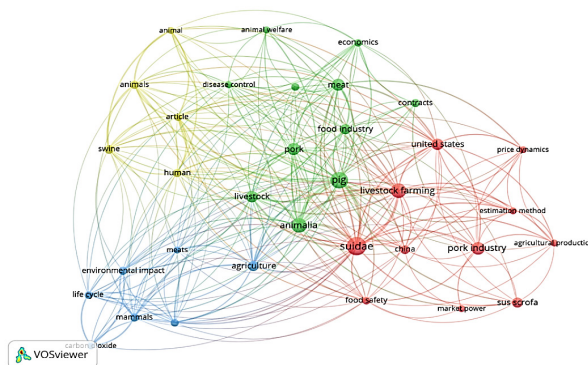 animal
animal welfare
economics
animals
disease control
meat
contracts
article
food industry
united states
swine
pork
price dynamics
human
pig
livestock farming
livestock
estimation method
animalia
suidae
china
pork industry
agricultural productio
meats
environmental impact
agriculture
life cycle
food safety
sus scrofa
market power
mammals
carbon dioxide
VOSviewer